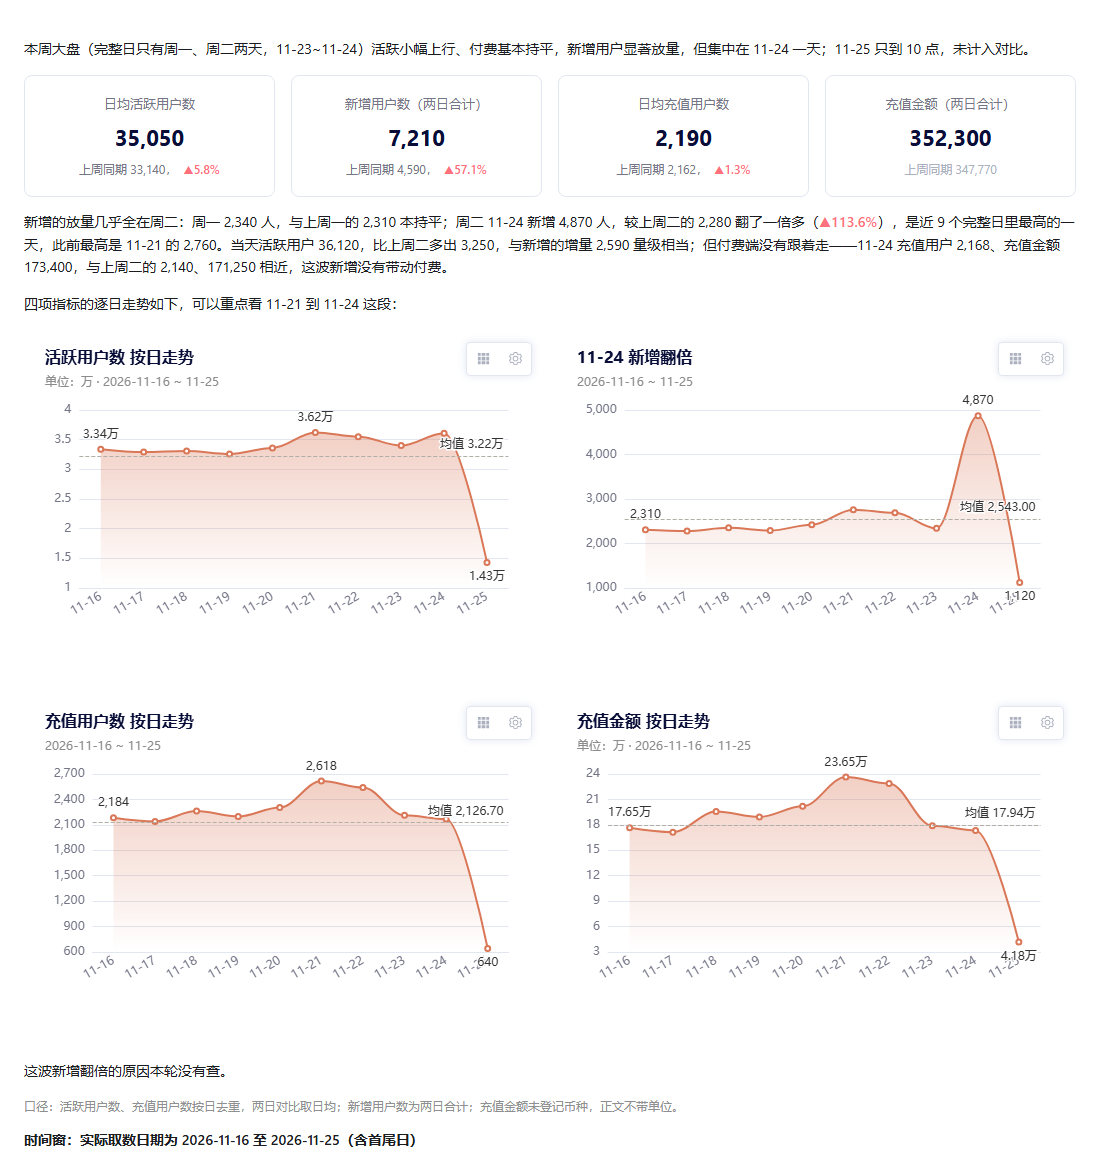 本周大盘（完整日只有周一、周二两天，11-23~11-24）活跃小幅上行、付费基本持平，新增用户显著放量，但集中在 11-24 一天；11-25 只到 10 点，未计入对比。
日均活跃用户数
35,050
上周同期 33,140， ▲5.8%
新增用户数（两日合计）
7,210
上周同期 4,590， ▲57.1%
日均充值用户数
2,190
上周同期 2,162， ▲1.3%
充值金额（两日合计）
352,300
上周同期 347,770
新增的放量几乎全在周二：周一 2,340 人，与上周一的 2,310 本持平；周二 11-24 新增 4,870 人，较上周二的 2,280 翻了一倍多（▲113.6%），是近 9 个完整日里最高的一
天，此前最高是 11-21 的 2,760。当天活跃用户 36,120，比上周二多出 3,250，与新增的增量 2,590 量级相当；但付费端没有跟着走——11-24 充值用户 2,168、充值金额
173,400，与上周二的 2,140、171,250 相近，这波新增没有带动付费。
四项指标的逐日走势如下，可以重点看 11-21 到 11-24 这段：
活跃用户数 按日走势
单位：万 · 2026-11-16 ~ 11-25
4
3.5
3
2.5
2
1.5
1
3.34万
3.62万
均值 3.22万
1.43万
11-16
11-17
11-18
11-19
11-20
11-21
11-22
11-23
11-24
11-25
11-24 新增翻倍
2026-11-16 ~ 11-25
5,000
4,000
3,000
2,000
1,000
2,310
4,870
均值 2,543.00
1,120
11-16
11-17
11-18
11-19
11-20
11-21
11-22
11-23
11-24
11-25
充值用户数 按日走势
2026-11-16 ~ 11-25
2,700
2,400
2,100
1,800
1,500
1,200
900
600
2,184
2,618
均值 2,126.70
640
11-16
11-17
11-18
11-19
11-20
11-21
11-22
11-23
11-24
11-25
充值金额 按日走势
单位：万 · 2026-11-16 ~ 11-25
24
21
18
15
12
9
6
3
17.65万
23.65万
均值 17.94万
4.18万
11-16
11-17
11-18
11-19
11-20
11-21
11-22
11-23
11-24
11-25
这波新增翻倍的原因本轮没有查。
口径：活跃用户数、充值用户数按日去重，两日对比取日均；新增用户数为两日合计；充值金额未登记币种，正文不带单位。
时间窗：实际取数日期为 2026-11-16 至 2026-11-25（含首尾日）